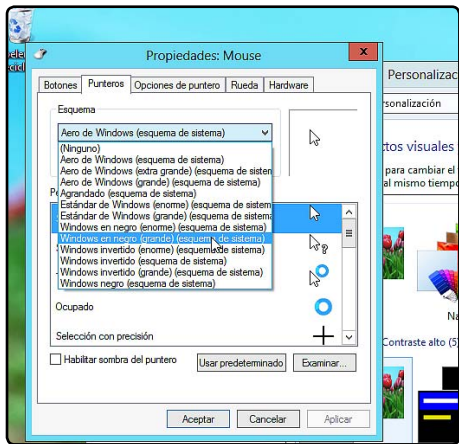 Propiedades: Mouse
x
Botones
Punteros
Opciones de puntero
Rueda
Hardware
Esquema
Aero de Windows (esquema de sistema)
(Ninguno)
Aero de Windows (esquema de sistema)
Aero de Windows (extra grande) (esquema de sisten
Aero de Windows (grande) (esquema de sistema)
Agrandado (esquema de sistema)
Estándar de Windows (enorme) (esquema de sistem
Estándar de Windows (grande) (esquema de sistema
Windows en negro (enorme) (esquema de sistema)
Windows en negro (grande) (esquema de sistema)
Windows invertido (enorme) (esquema de sistema)
Windows invertido (esquema de sistema)
Windows invertido (grande) (esquema de sistema)
Windows negro (esquema de sistema)
Ocupado
Selección con precisión
Habilitar sombra del puntero
Usar predeterminado
Examinar...
Aceptar
Cancelar
Aplicar
Personalizac
rsonalización
ctos visuales
para cambiar el
al mismo tiempo
Na
Contraste alto (5)